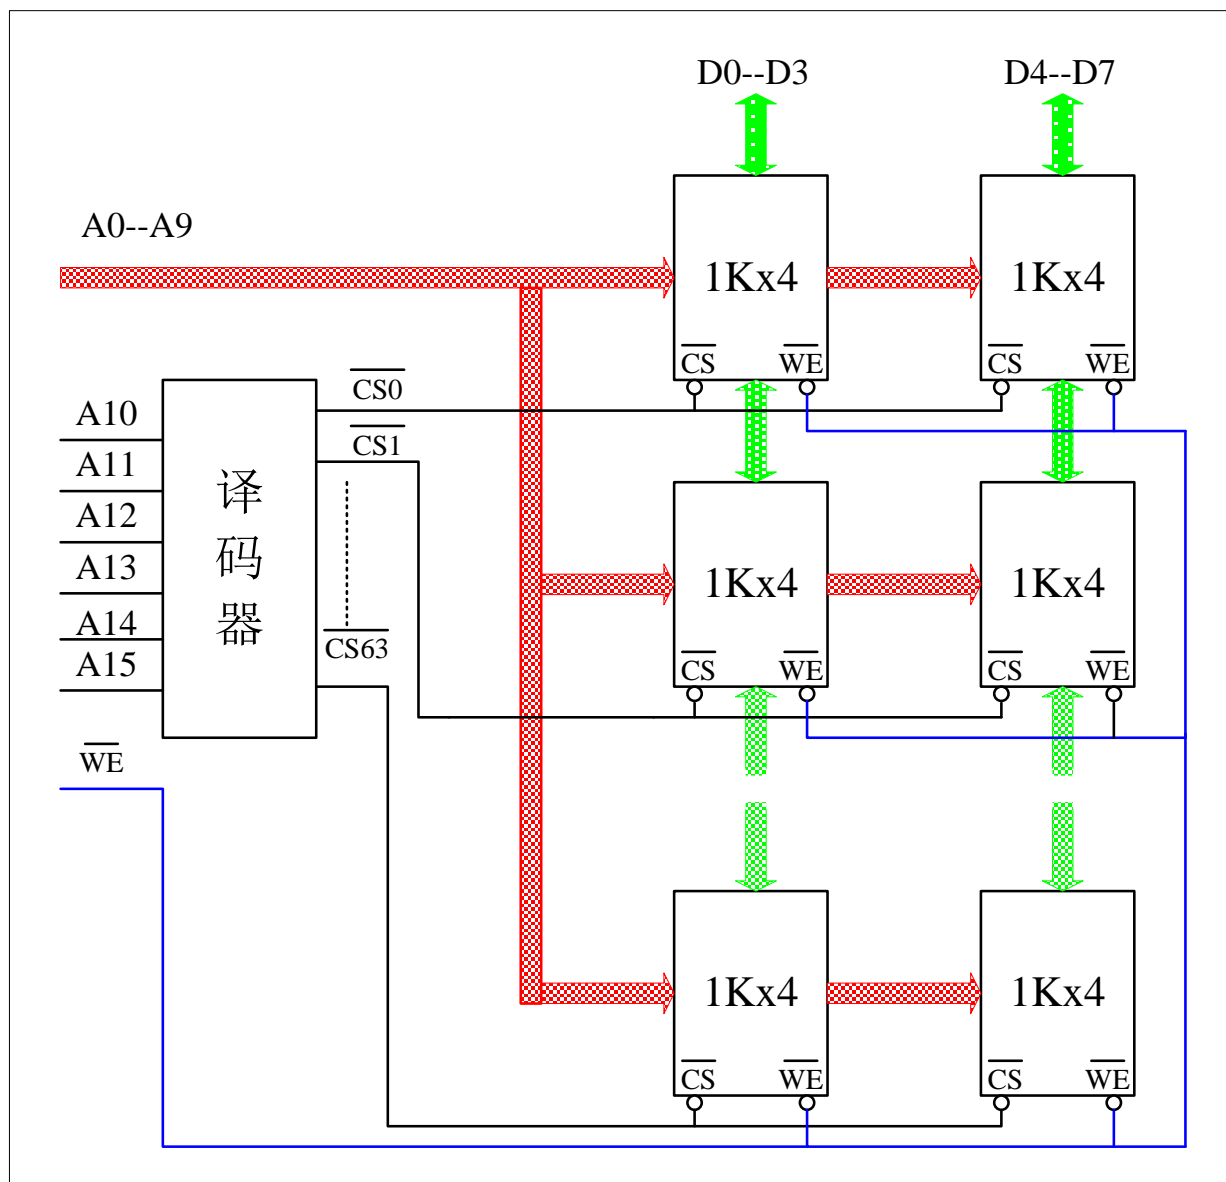 D0--D3
D4--D7
A0--A9
1Kx4
1Kx4
CS
WE
CS
WE
CS0
A10
CS1
A11
译码器
A12
1Kx4
1Kx4
A13
A14
CS63
A15
CS
WE
CS
WE
WE
1Kx4
1Kx4
CS
WE
CS
WE